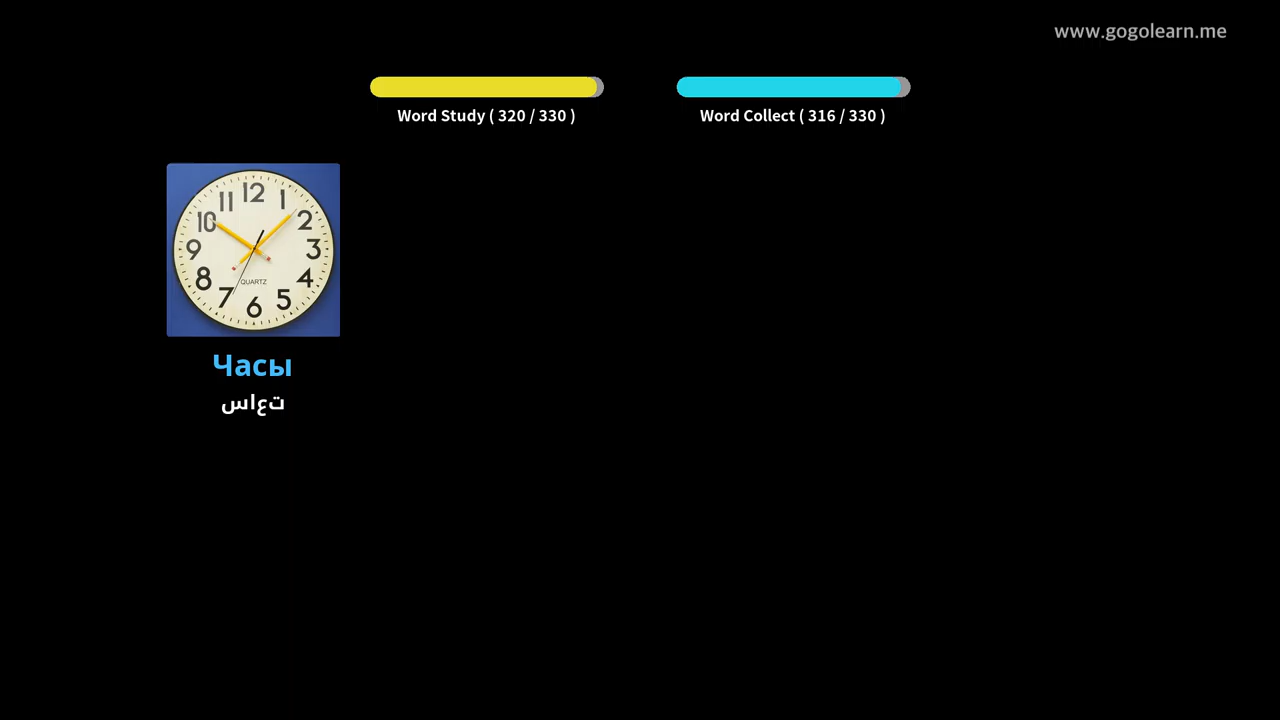 www.gogolearn.me
Word Study ( 320 / 330 )
Word Collect ( 316 / 330 )
12
11 1
10 2
9 3
8 4
QUARTZ
7 5
6
Часы
تعاس